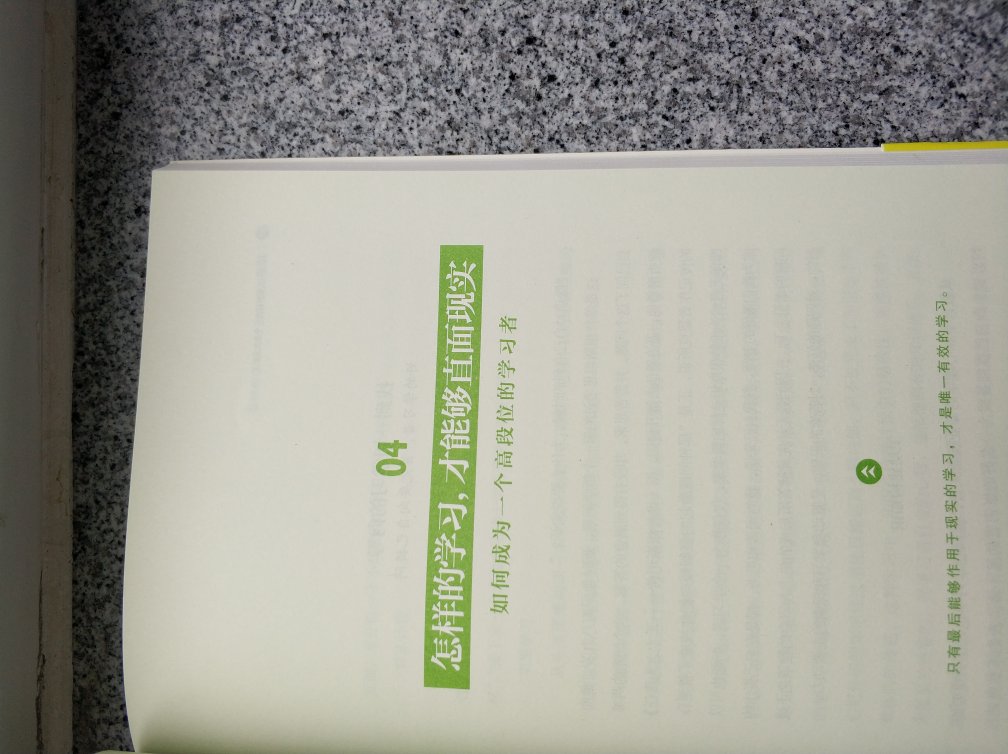 04
怎样的学习，才能够直面现实
如何成为一个高段位的学习者
只有最后能够作用于现实的学习，才是唯一有效的学习。